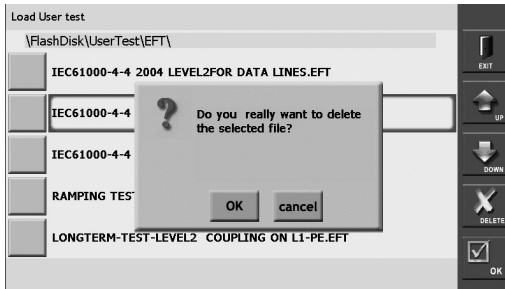 Load User test
\FlashDisk\UserTest\EFT\
EXIT
IEC61000-4-4 2004 LEVEL2FOR DATA LINES.EFT
IEC61000-4-4
Do you really want to delete
the selected file?
UP
IEC61000-4-4
DOWN
RAMPING TES
OK cancel
DELETE
LONGTERM-TEST-LEVEL2 COUPLING ON L1-PE.EFT
OK